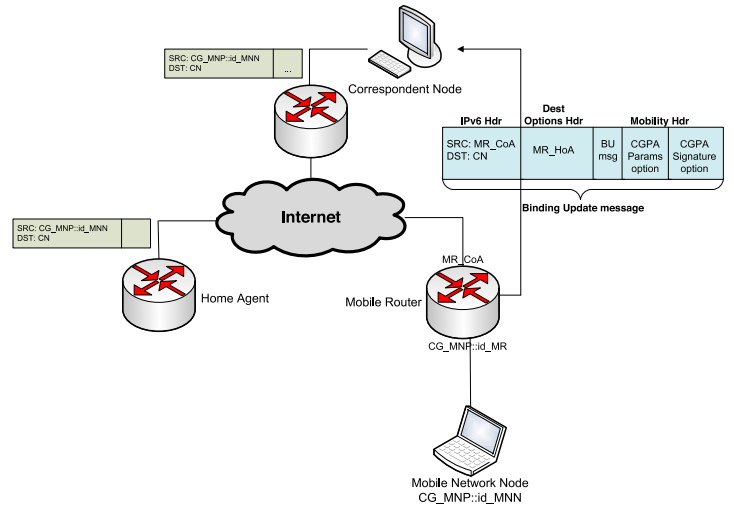 SRC: CG_MNP::id_MNN
DST: CN
...
Correspondent Node
IPv6 Hdr
Dest
Options Hdr
Mobility Hdr
SRC: MR_CoA
DST: CN
MR_HoA
BU
msg
CGPA
Params
option
CGPA
Signature
option
Binding Update message
Internet
SRC: CG_MNP::id_MNN
DST: CN
Home Agent
MR_CoA
Mobile Router
CG_MNP::id_MR
Mobile Network Node
CG_MNP::id_MNN